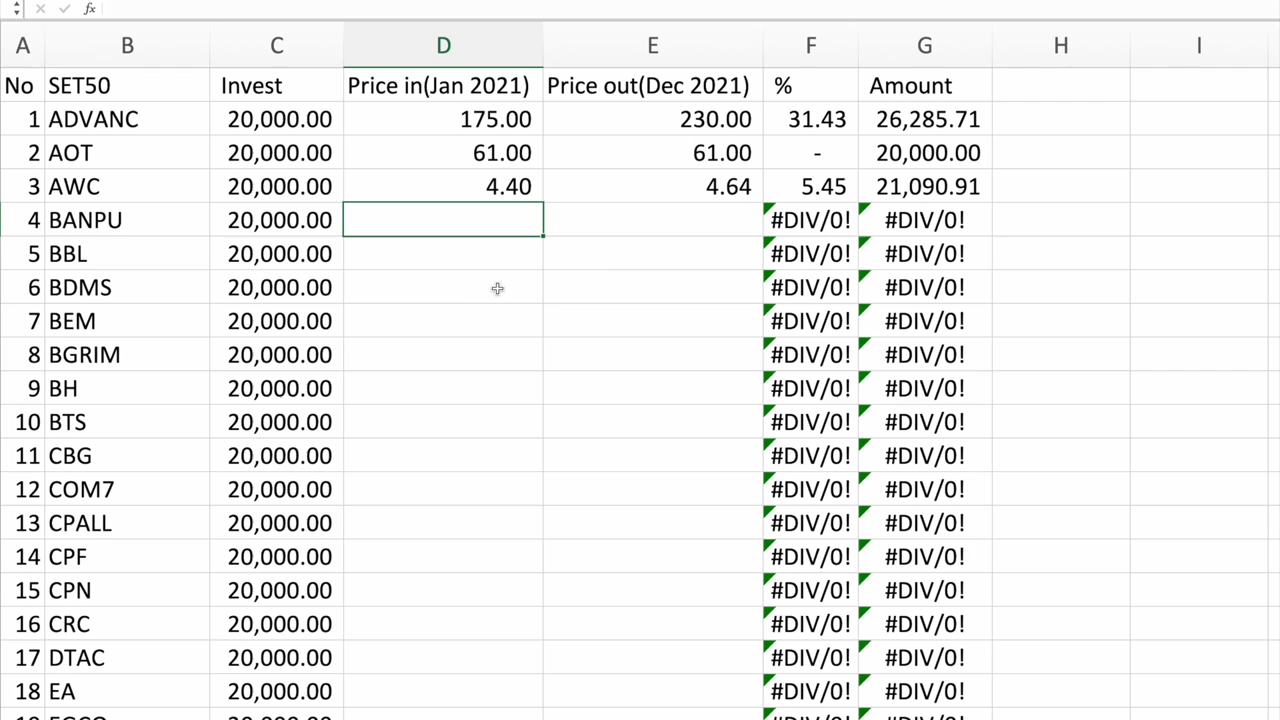 fx
A B C D E F G H I
No SET50 Invest Price in(Jan 2021) Price out(Dec 2021) % Amount
1 ADVANC 20,000.00 175.00 230.00 31.43 26,285.71
2 AOT 20,000.00 61.00 61.00 - 20,000.00
3 AWC 20,000.00 4.40 4.64 5.45 21,090.91
4 BANPU 20,000.00 #DIV/0! #DIV/0!
5 BBL 20,000.00 #DIV/0! #DIV/0!
6 BDMS 20,000.00 #DIV/0! #DIV/0!
7 BEM 20,000.00 #DIV/0! #DIV/0!
8 BGRIM 20,000.00 #DIV/0! #DIV/0!
9 BH 20,000.00 #DIV/0! #DIV/0!
10 BTS 20,000.00 #DIV/0! #DIV/0!
11 CBG 20,000.00 #DIV/0! #DIV/0!
12 COM7 20,000.00 #DIV/0! #DIV/0!
13 CPALL 20,000.00 #DIV/0! #DIV/0!
14 CPF 20,000.00 #DIV/0! #DIV/0!
15 CPN 20,000.00 #DIV/0! #DIV/0!
16 CRC 20,000.00 #DIV/0! #DIV/0!
17 DTAC 20,000.00 #DIV/0! #DIV/0!
18 EA 20,000.00 #DIV/0! #DIV/0!